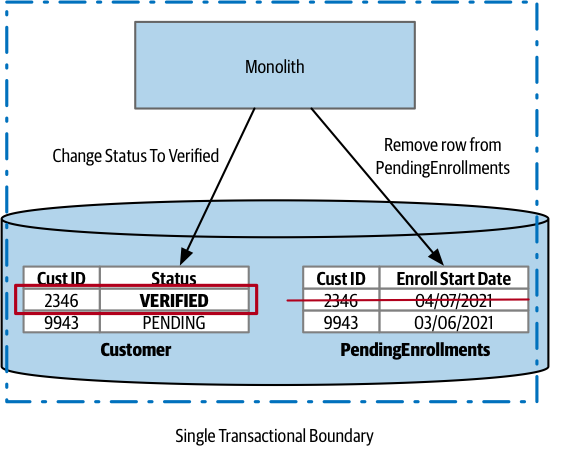 Monolith
Change Status To Verified
Remove row from
PendingEnrollments
Cust ID Status
2346 VERIFIED
9943 PENDING
Customer
Cust ID Enroll Start Date
2346 04/07/2021
9943 03/06/2021
PendingEnrollments
Single Transactional Boundary